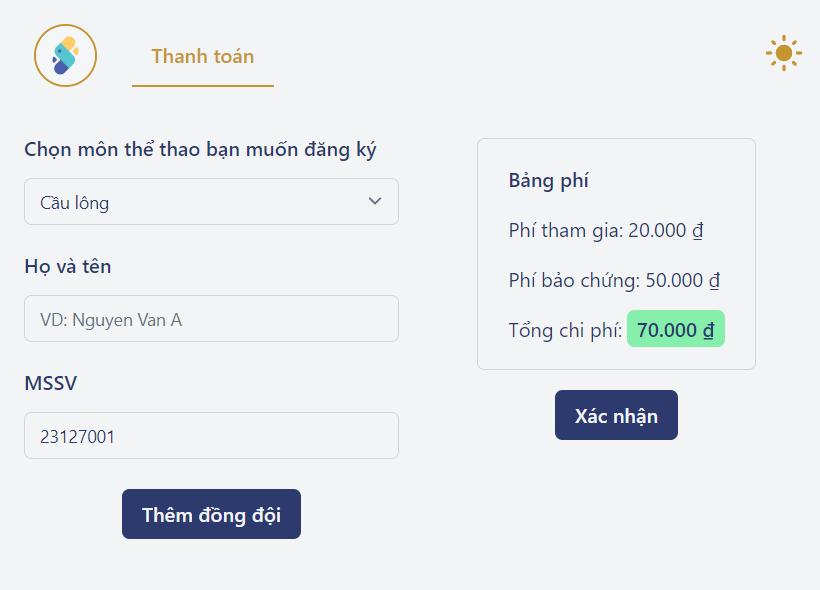 Thanh toán
Chọn môn thể thao bạn muốn đăng ký
Cầu lông
Họ và tên
VD: Nguyen Van A
MSSV
23127001
Thêm đồng đội
Bảng phí
Phí tham gia: 20.000 ₫
Phí bảo chứng: 50.000 ₫
Tổng chi phí: 70.000 ₫
Xác nhận